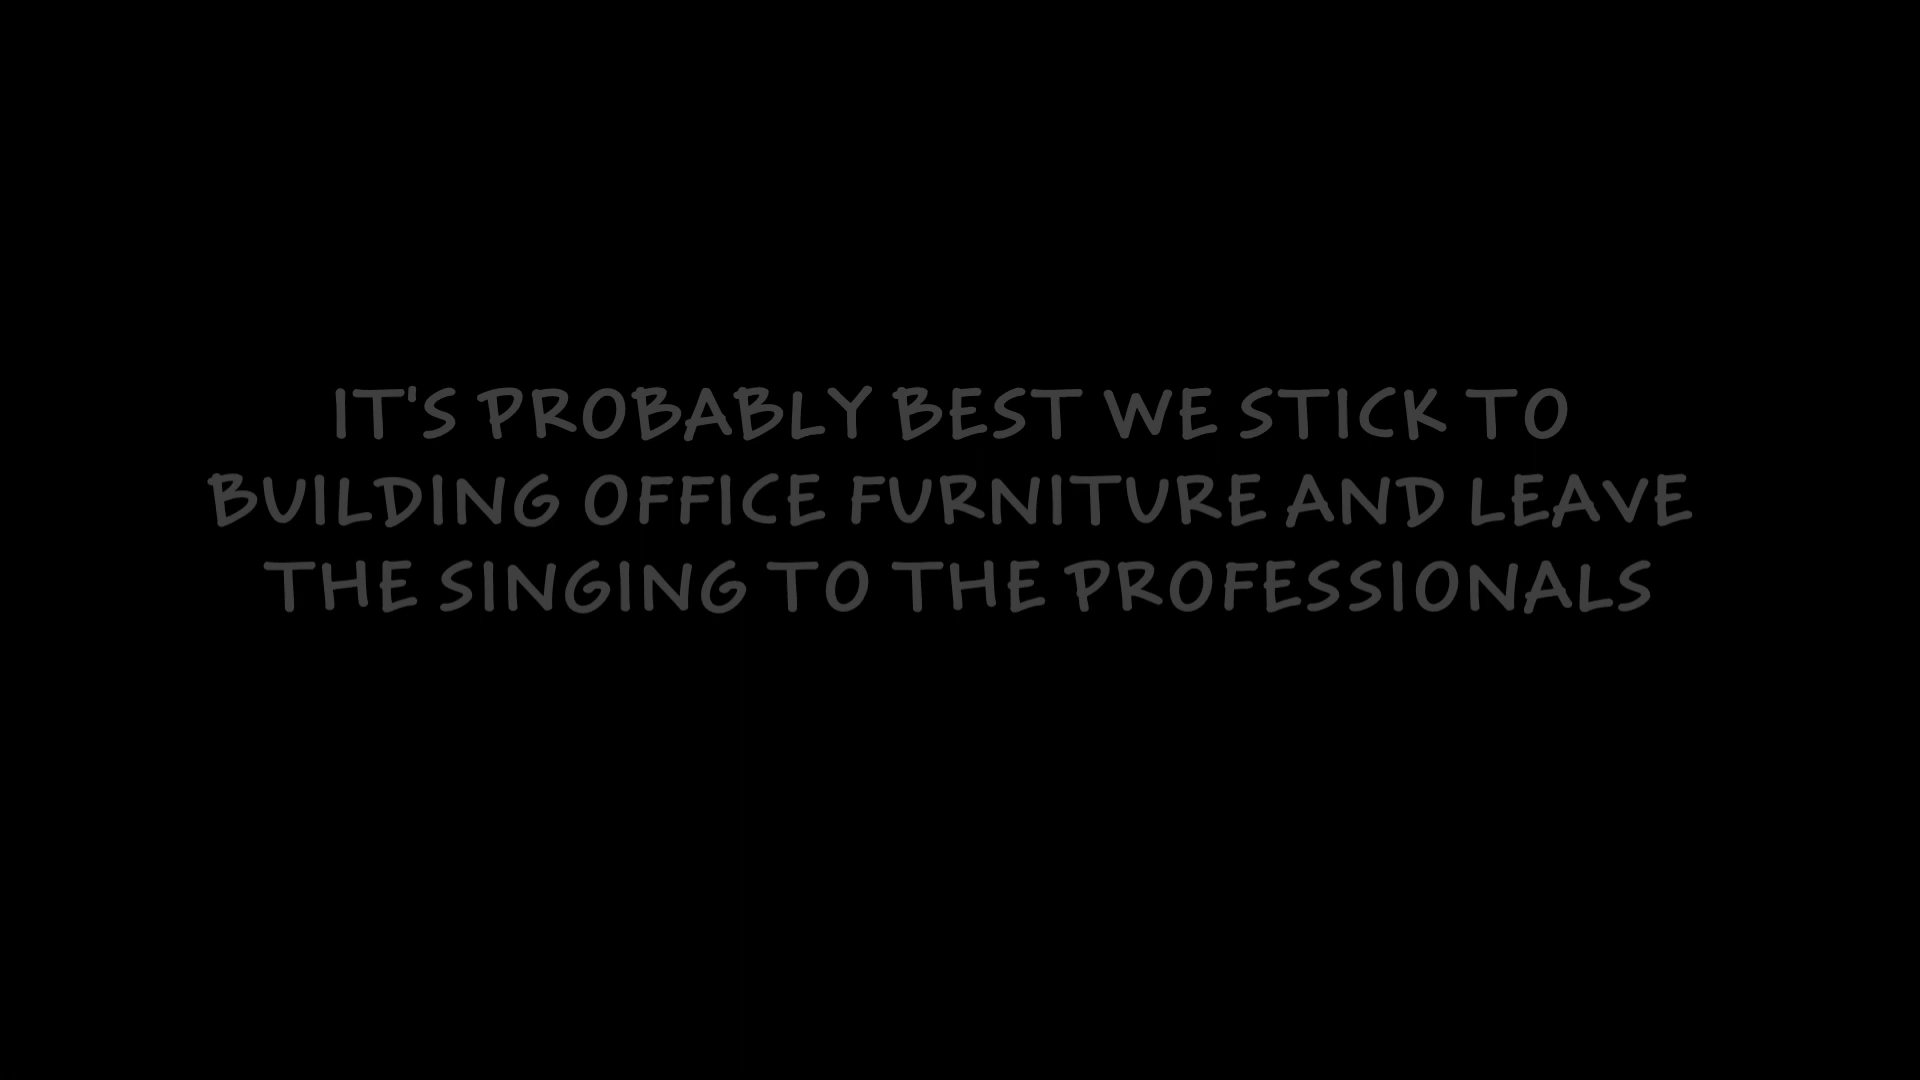 IT'S PROBABLY BEST WE STICK TO
BUILDING OFFICE FURNITURE AND LEAVE
THE SINGING TO THE PROFESSIONALS